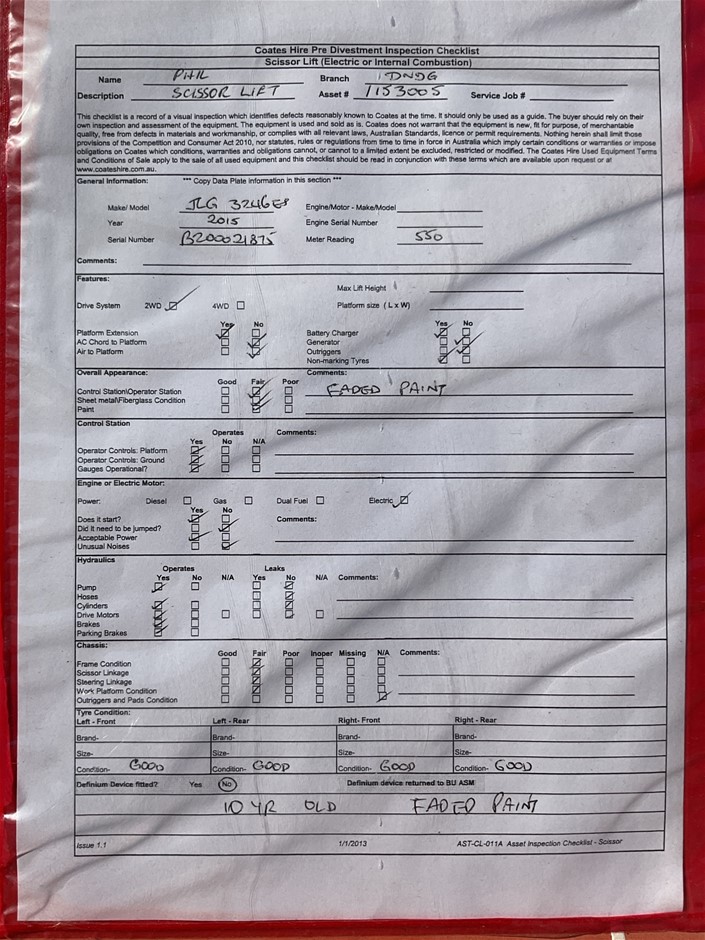 Coates Hire Pre Divestment Inspection Checklist
Scissor Lift (Electric or Internal Combustion)
Name PHIL Branch
Description SCISSOR LIFT Asset # 1153005 Service Job #
This checklist is a record of a visual inspection which identifies defects reasonably known to Coates at the time. It should only be used as a guide. The buyer should rely on their
own inspection and assessment of the equipment. The equipment is used and sold as is. Coates does not warrant that the equipment is new, fit for purpose, of merchantable
quality, free from defects in materials and workmanship, or complies with all relevant laws, Australian Standards, licence or permit requirements. Nothing herein shall limit those
provisions of the Competition and Consumer Act 2010, nor statutes, rules or regulations from time to time in force in Australia which imply certain conditions or warranties or impose
obligations on Coates which conditions, warranties and obligations cannot, or cannot to a limited extent be excluded, restricted or modified. The Coates Hire Used Equipment Terms
and Conditions of Sale apply to the sale of all used equipment and this checklist should be read in conjunction with these terms which are available upon request or at
www.coateshire.com.au.
General Information: *** Copy Data Plate information in this section ***
Make/ Model JLG 3246ES Engine/Motor - Make/Model
Year 2015 Engine Serial Number
Serial Number B200021875 Meter Reading 550
Comments:
Features:
Max Lift Height
Drive System 2WD 4WD Platform size ( L x W)
Yes No Yes No
Platform Extension Battery Charger
AC Chord to Platform Generator
Air to Platform Outriggers
Non-marking Tyres
Overall Appearance: Comments:
Good Fair Poor
Control Station\Operator Station FADED PAINT
Sheet metal\Fiberglass Condition
Paint
Control Station
Operates Comments:
Yes No N/A
Operator Controls: Platform
Operator Controls: Ground
Gauges Operational?
Engine or Electric Motor:
Power: Diesel Gas Dual Fuel Electric
Yes No
Does it start? Comments:
Did it need to be jumped?
Acceptable Power
Unusual Noises
Hydraulics
Operates Leaks
Yes No N/A Yes No N/A Comments:
Pump
Hoses
Cylinders
Drive Motors
Brakes
Parking Brakes
Chassis:
Good Fair Poor Inoper Missing N/A Comments:
Frame Condition
Scissor Linkage
Steering Linkage
Work Platform Condition
Outriggers and Pads Condition
Tyre Condition:
Left - Front Left - Rear Right- Front Right - Rear
Brand- Brand- Brand- Brand-
Size- Size- Size- Size-
Condition- GOOD Condition- GOOD Condition- GOOD Condition- GOOD
Definium Device fitted? Yes No Definium device returned to BU ASM
10 YR OLD FADED PAINT
Issue 1.1 1/1/2013 AST-CL-011A Asset Inspection Checklist - Scissor